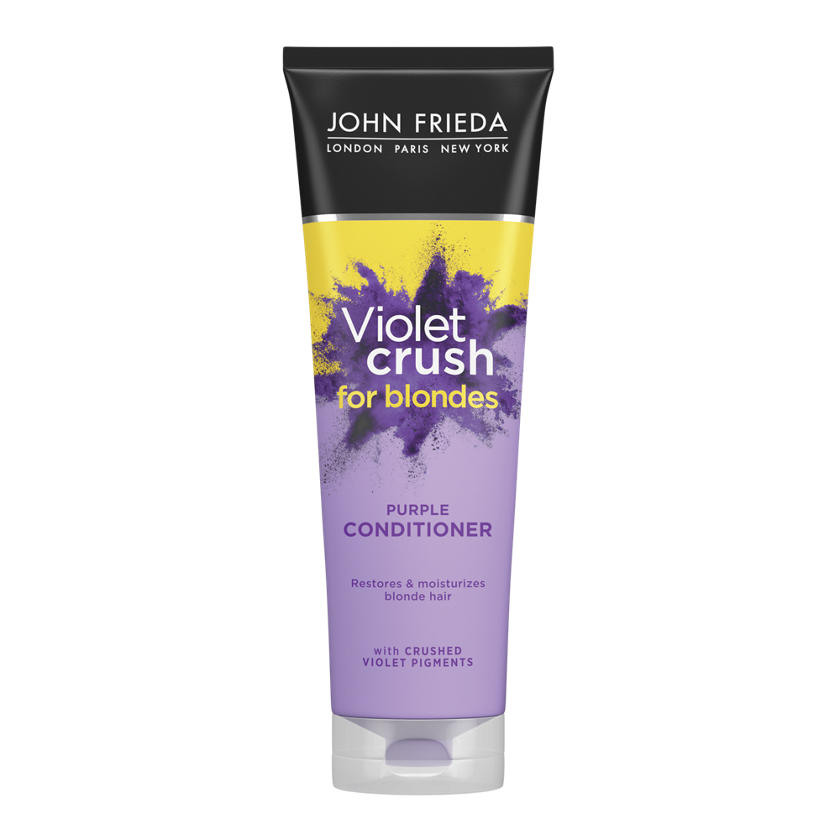 JOHN FRIEDA
LONDON PARIS NEW YORK
Violet
crush
for blondes
PURPLE
CONDITIONER
Restores & moisturizes
blonde hair
with CRUSHED
VIOLET PIGMENTS